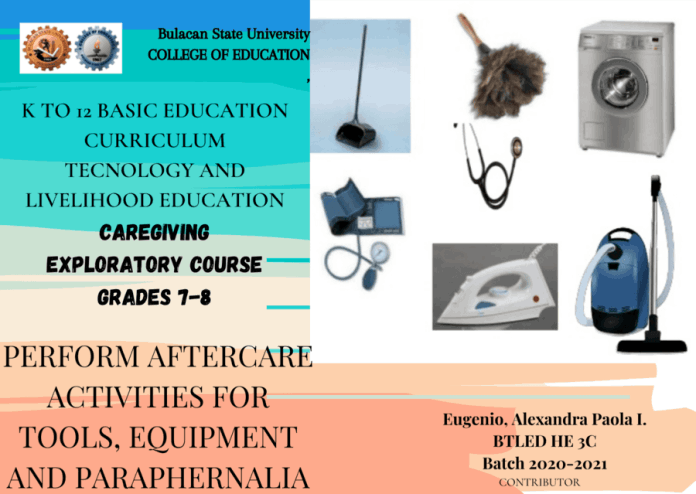 Bulacan State University
COLLEGE OF EDUCATION
K TO 12 BASIC EDUCATION
CURRICULUM
TECNOLOGY AND
LIVELIHOOD EDUCATION
CAREGIVING
EXPLORATORY COURSE
GRADES 7-8
PERFORM AFTERCARE
ACTIVITIES FOR
TOOLS, EQUIPMENT
AND PARAPHERNALIA
Eugenio, Alexandra Paola I.
BTLED HE 3C
Batch 2020-2021
CONTRIBUTOR